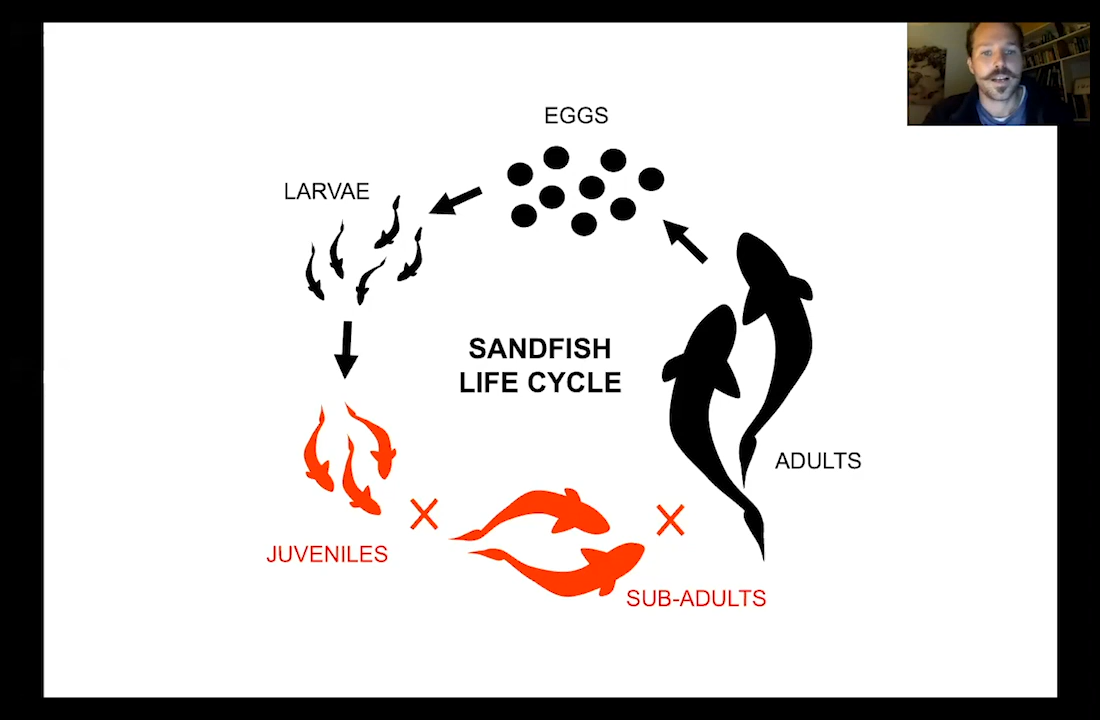 EGGS
LARVAE
SANDFISH
LIFE CYCLE
ADULTS
JUVENILES
SUB-ADULTS